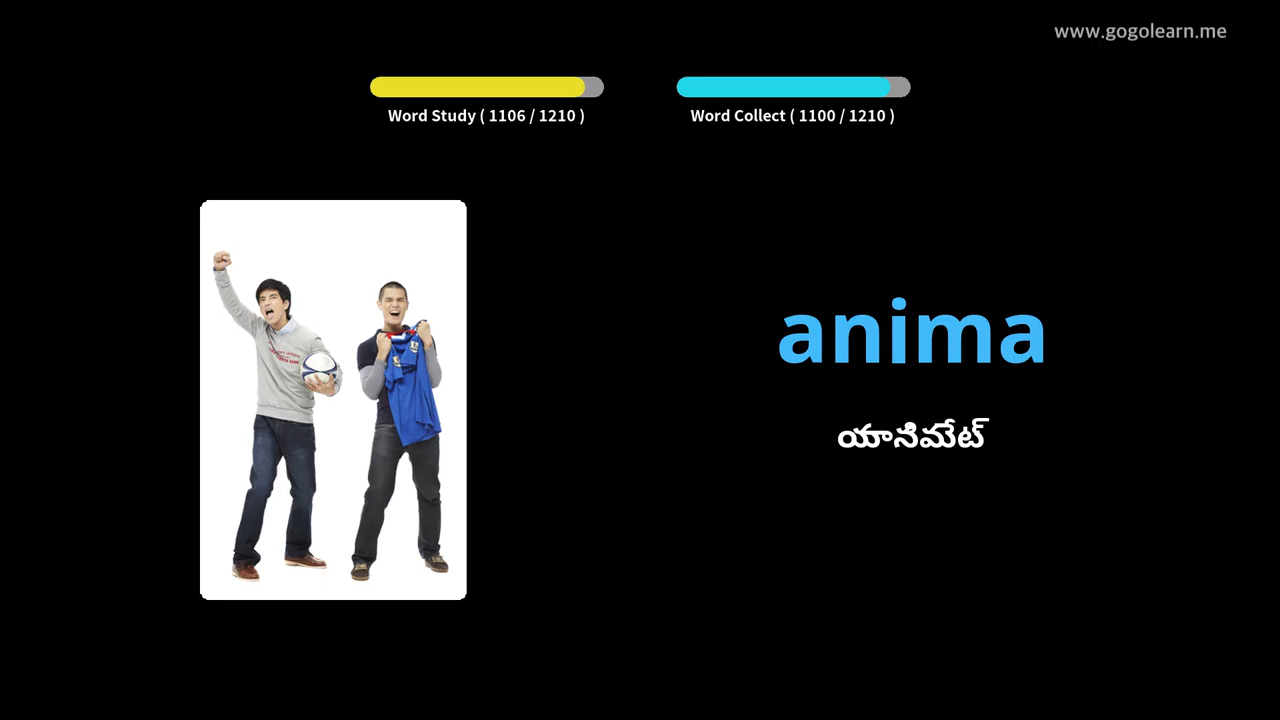 www.gogolearn.me
Word Study ( 1106 / 1210 )
Word Collect ( 1100 / 1210 )
anima
యానిమేట్